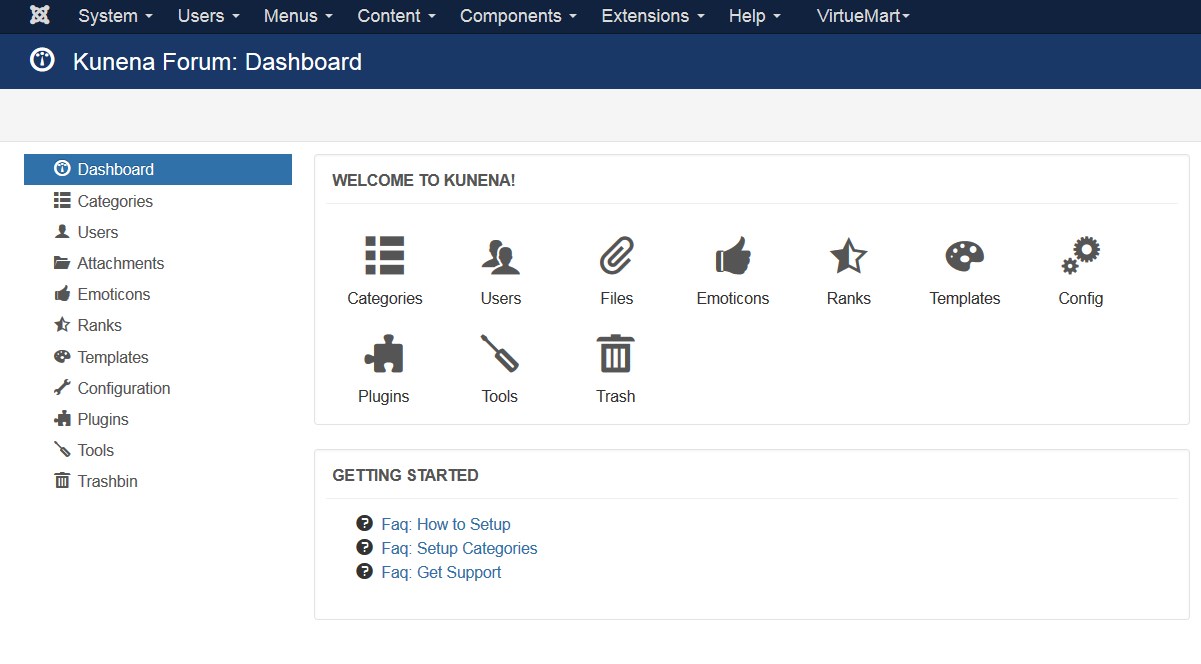 System Users Menus Content Components Extensions Help VirtueMart
Kunena Forum: Dashboard
Dashboard
Categories
Users
Attachments
Emoticons
Ranks
Templates
Configuration
Plugins
Tools
Trashbin
WELCOME TO KUNENA!
Categories Users Files Emoticons Ranks Templates Config
Plugins Tools Trash
GETTING STARTED
Faq: How to Setup
Faq: Setup Categories
Faq: Get Support